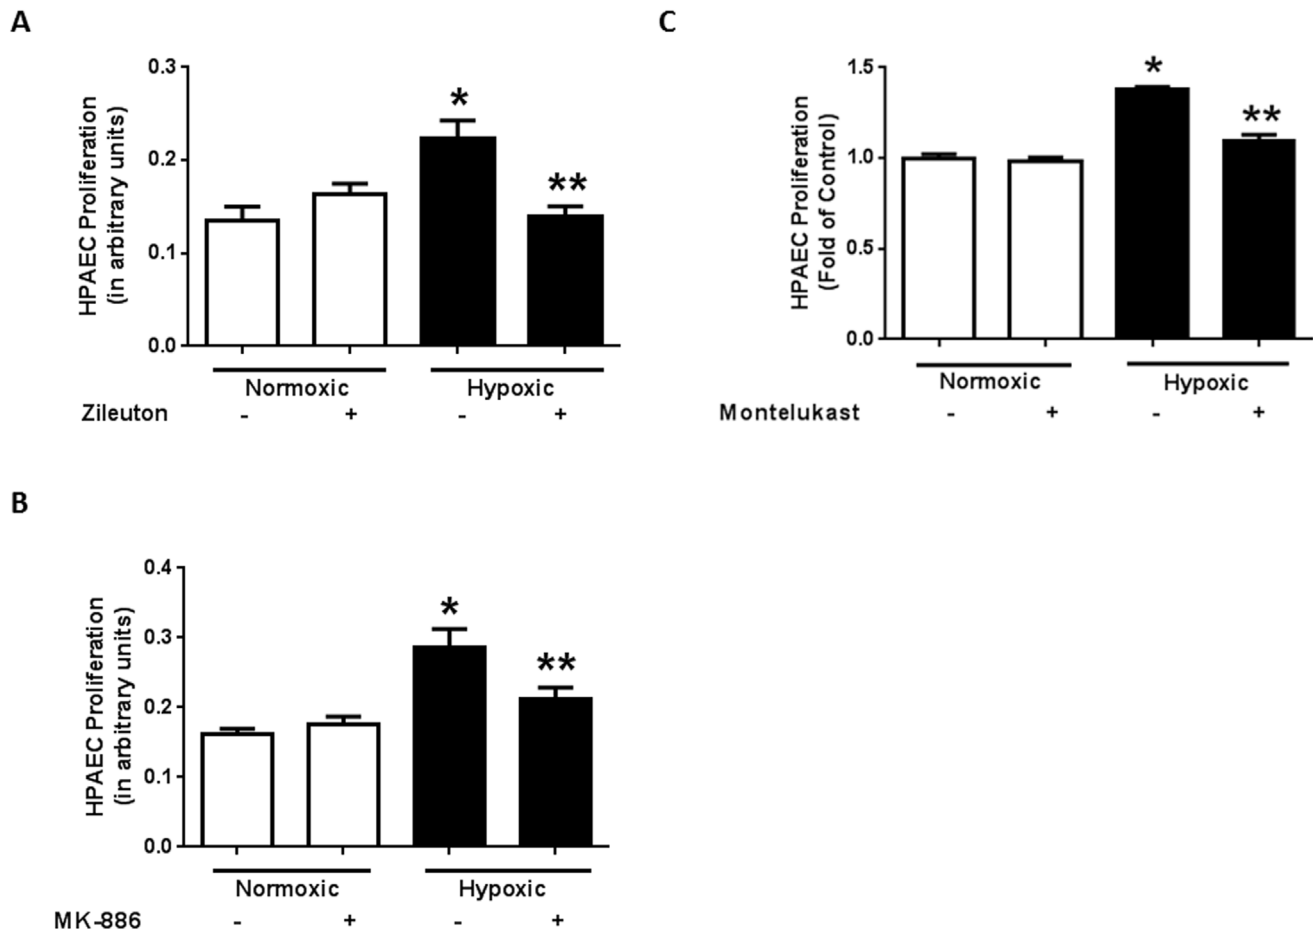 A
HPAEC Proliferation
(in arbitrary units)
0.3
0.2
0.1
0.0
*
**
Normoxic Hypoxic
Zileuton - + - +
C
HPAEC Proliferation
(Fold of Control)
1.5
1.0
0.5
0.0
*
**
Normoxic Hypoxic
Montelukast - + - +
B
HPAEC Proliferation
(in arbitrary units)
0.4
0.3
0.2
0.1
0.0
*
**
Normoxic Hypoxic
MK-886 - + - +